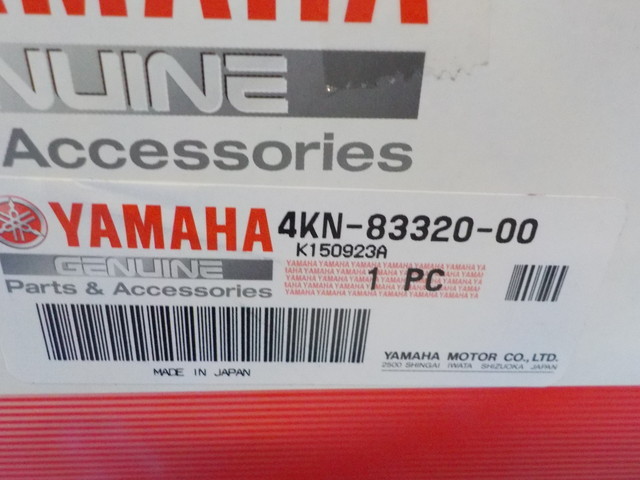 YAMAHA
GENUINE
Accessories
YAMAHA 4KN-83320-00
K150923A
GENUINE
Parts & Accessories
1 PC
MADE IN JAPAN
YAMAHA MOTOR CO., LTD.
2500 SHINGAI IWATA SHIZUOKA JAPAN